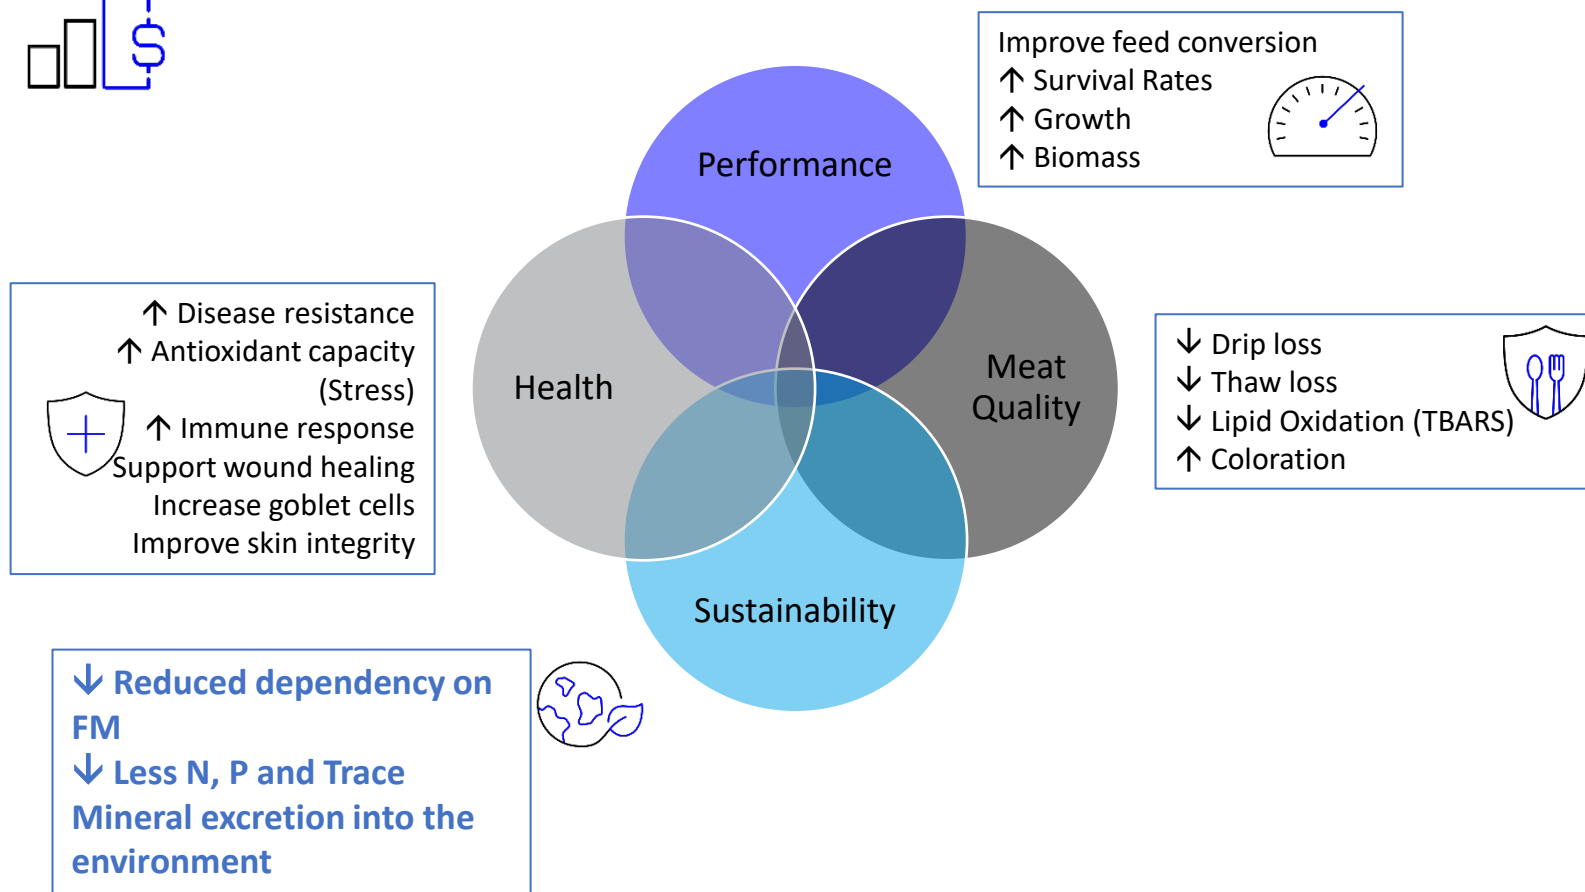 $
Improve feed conversion
↑ Survival Rates
↑ Growth
↑ Biomass
Performance
↑ Disease resistance
↑ Antioxidant capacity
(Stress)
↑ Immune response
Support wound healing
Increase goblet cells
Improve skin integrity
Health
Meat
Quality
↓ Drip loss
↓ Thaw loss
↓ Lipid Oxidation (TBARS)
↑ Coloration
Sustainability
↓ Reduced dependency on
FM
↓ Less N, P and Trace
Mineral excretion into the
environment